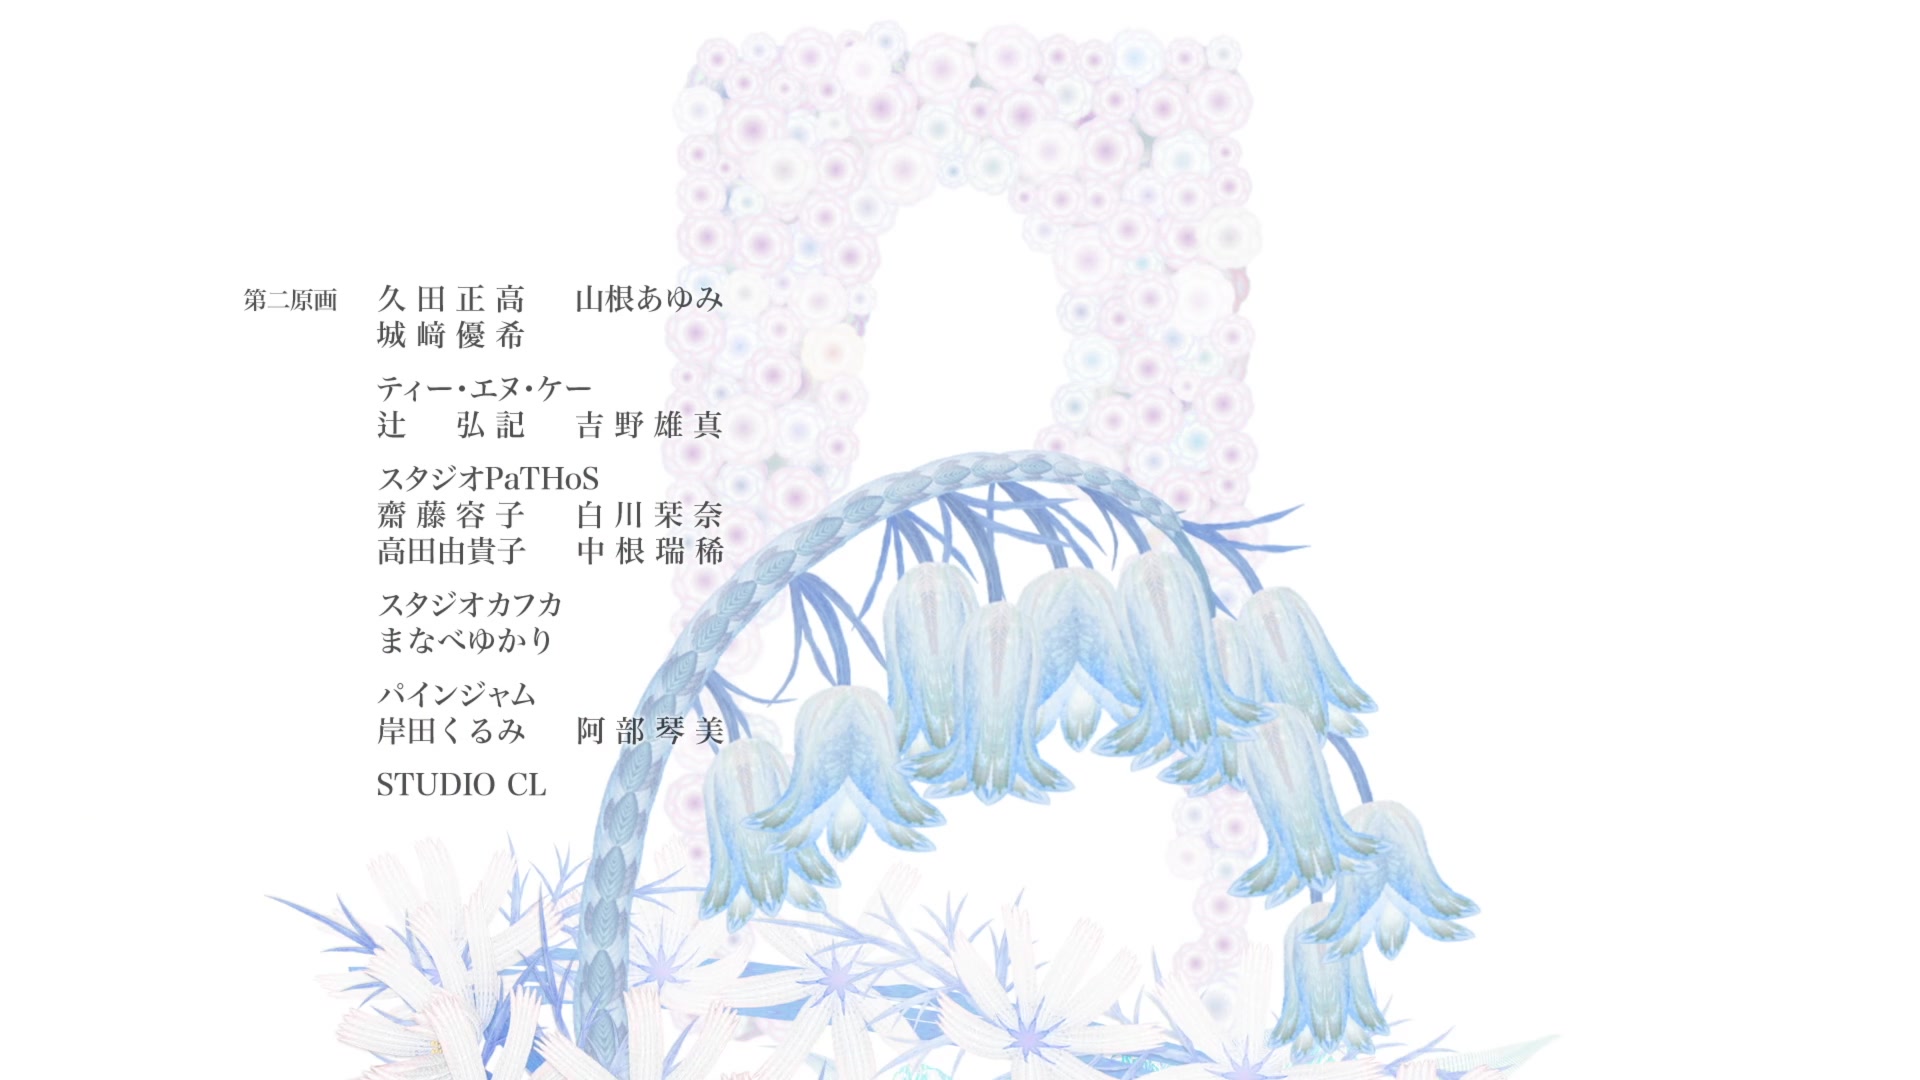 第二原画 久田正高 山根あゆみ
城﨑優希
ティー・エヌ・ケー
辻 弘記 吉野雄真
スタジオPaTHoS
齋藤容子 白川栞奈
高田由貴子 中根瑞稀
スタジオカフカ
まなべゆかり
パインジャム
岸田くるみ 阿部琴美
STUDIO CL